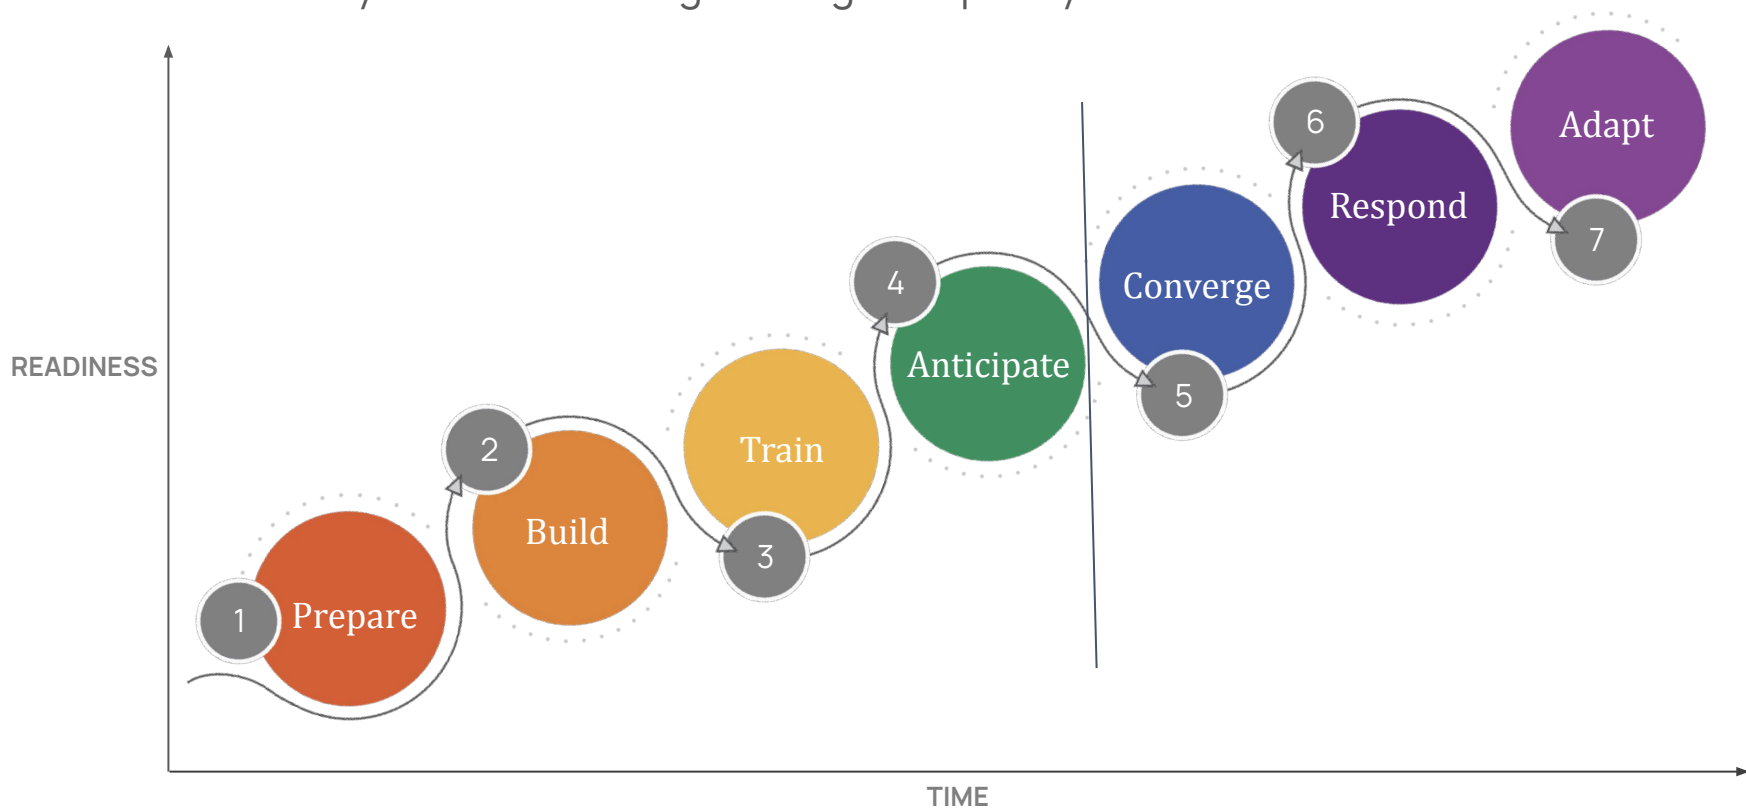 READINESS
1
Prepare
2
Build
3
Train
4
Anticipate
5
Converge
6
Respond
7
Adapt
TIME